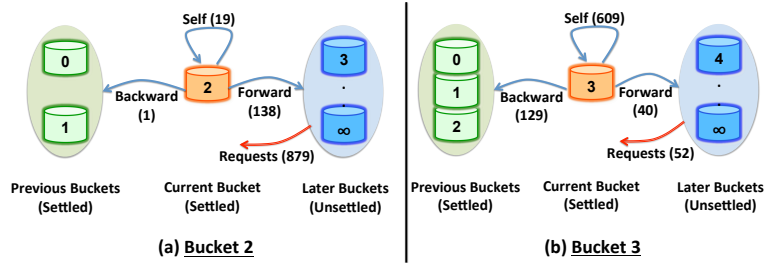 Self (19)
0
1
2
Backward
(1)
Forward
(138)
3
.
.
∞
Requests (879)
Previous Buckets
(Settled)
Current Bucket
(Settled)
Later Buckets
(Unsettled)
(a) Bucket 2
Self (609)
0
1
2
3
Backward
(129)
Forward
(40)
4
.
.
∞
Requests (52)
Previous Buckets
(Settled)
Current Bucket
(Settled)
Later Buckets
(Unsettled)
(b) Bucket 3